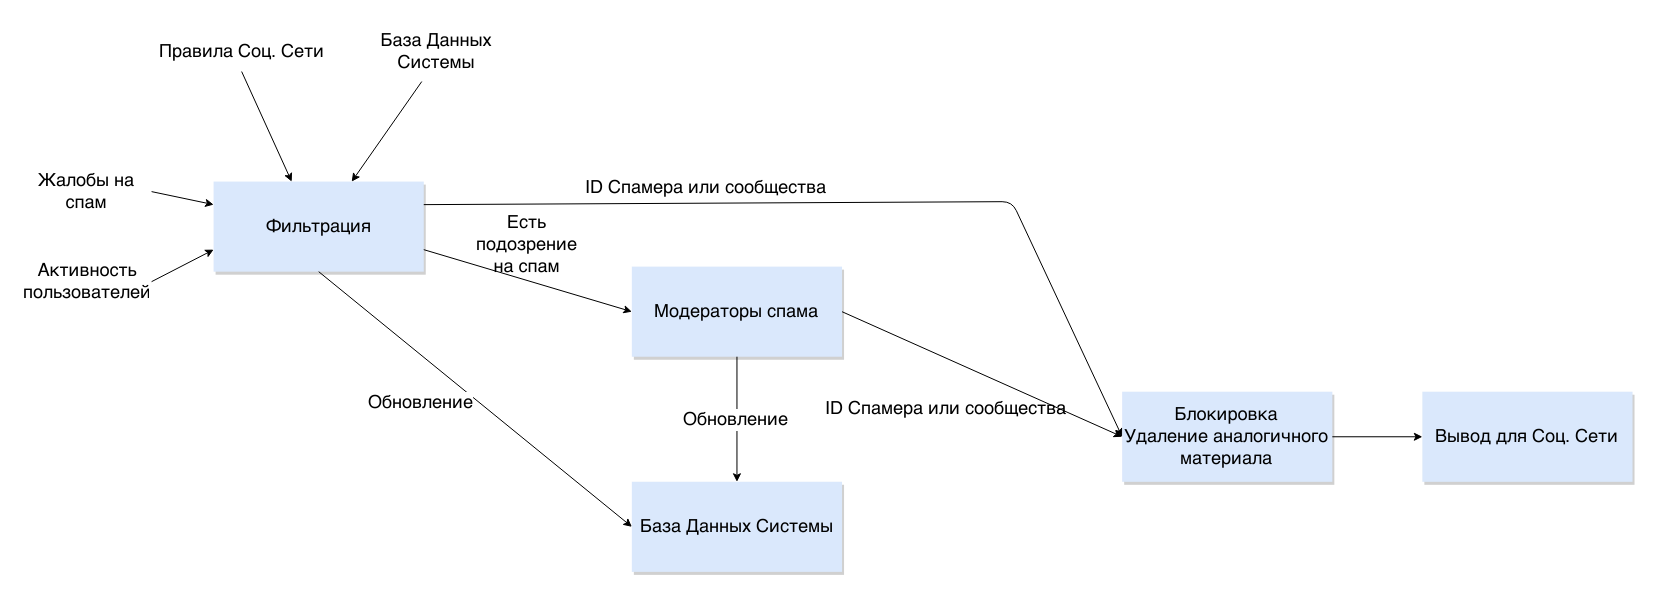 Правила Соц. Сети
База Данных
Системы
Жалобы на
спам
Активность
пользователей
Фильтрация
ID Спамера или сообщества
Есть
подозрение
на спам
Модераторы спама
Обновление
Обновление
ID Спамера или сообщества
Блокировка
Удаление аналогичного
материала
Вывод для Соц. Сети
База Данных Системы